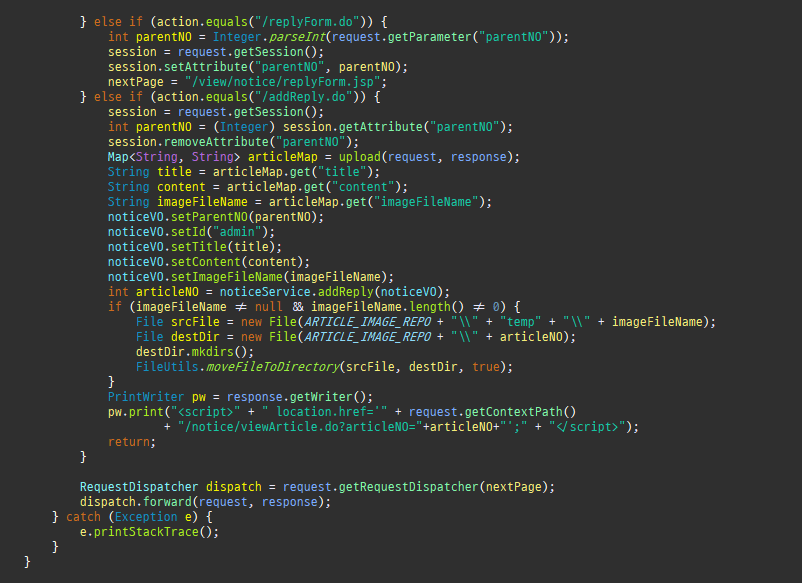 } else if (action.equals("/replyForm.do")) {
            int parentNO = Integer.parseInt(request.getParameter("parentNO"));
            session = request.getSession();
            session.setAttribute("parentNO", parentNO);
            nextPage = "/view/notice/replyForm.jsp";
        } else if (action.equals("/addReply.do")) {
            session = request.getSession();
            int parentNO = (Integer) session.getAttribute("parentNO");
            session.removeAttribute("parentNO");
            Map<String, String> articleMap = upload(request, response);
            String title = articleMap.get("title");
            String content = articleMap.get("content");
            String imageFileName = articleMap.get("imageFileName");
            noticeVO.setParentNO(parentNO);
            noticeVO.setId("admin");
            noticeVO.setTitle(title);
            noticeVO.setContent(content);
            noticeVO.setImageFileName(imageFileName);
            int articleNO = noticeService.addReply(noticeVO);
            if (imageFileName != null && imageFileName.length() != 0) {
                File srcFile = new File(ARTICLE_IMAGE_REPO + "\\" + "temp" + "\\" + imageFileName);
                File destDir = new File(ARTICLE_IMAGE_REPO + "\\" + articleNO);
                destDir.mkdirs();
                FileUtils.moveFileToDirectory(srcFile, destDir, true);
            }
            PrintWriter pw = response.getWriter();
            pw.print("<script>" + " location.href='" + request.getContextPath()
                    + "/notice/viewArticle.do?articleNO="+articleNO+"';" + "</script>");
            return;
        }

        RequestDispatcher dispatch = request.getRequestDispatcher(nextPage);
        dispatch.forward(request, response);
    } catch (Exception e) {
        e.printStackTrace();
    }
}